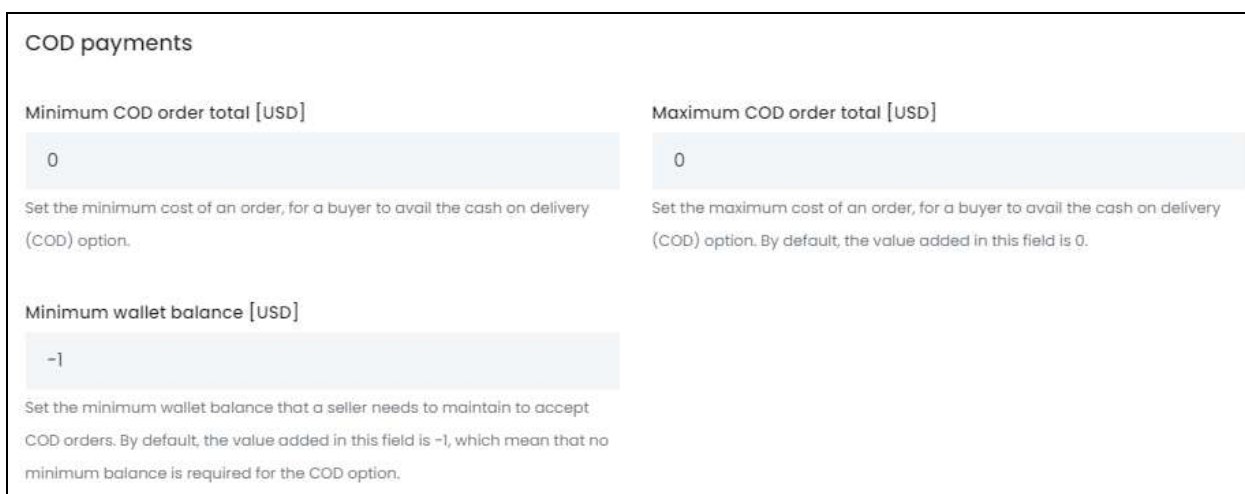 COD payments
Minimum COD order total [USD]
0
Set the minimum cost of an order, for a buyer to avail the cash on delivery
(COD) option.
Maximum COD order total [USD]
0
Set the maximum cost of an order, for a buyer to avail the cash on delivery
(COD) option. By default, the value added in this field is 0.
Minimum wallet balance [USD]
-1
Set the minimum wallet balance that a seller needs to maintain to accept
COD orders. By default, the value added in this field is -1, which mean that no
minimum balance is required for the COD option.